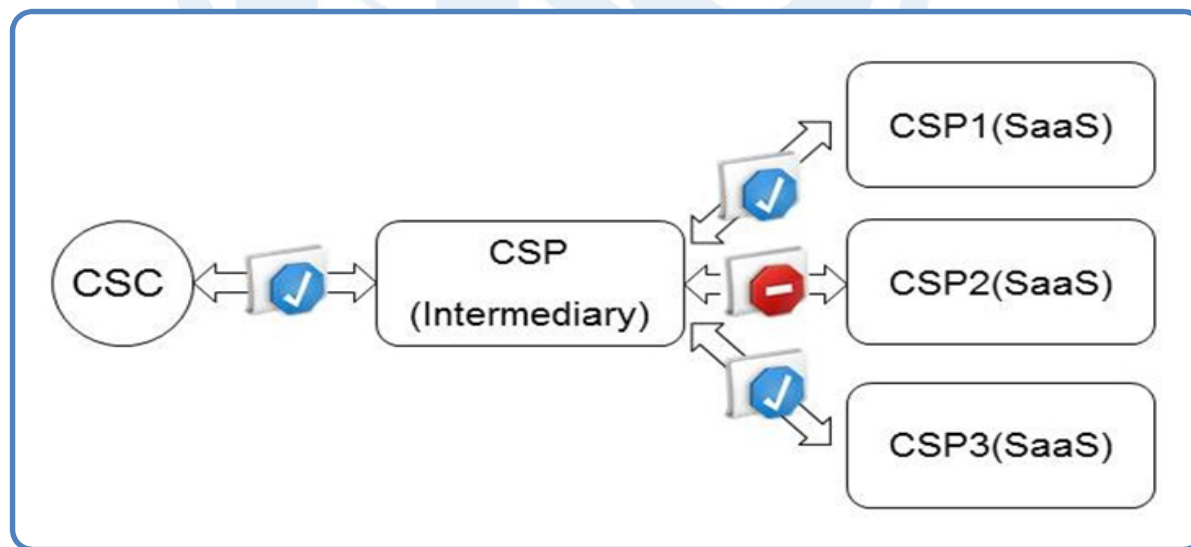 CSP1(SaaS)
CSC
CSP
(Intermediary)
CSP2(SaaS)
CSP3(SaaS)